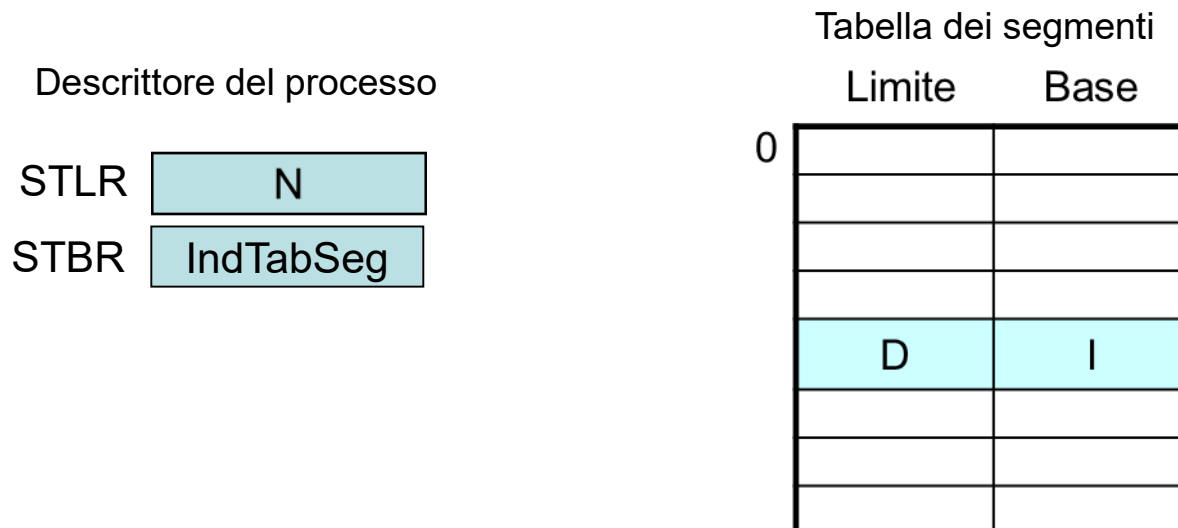 Tabella dei segmenti
Descrittore del processo
Limite Base
0
STLR N
STBR IndTabSeg
D I